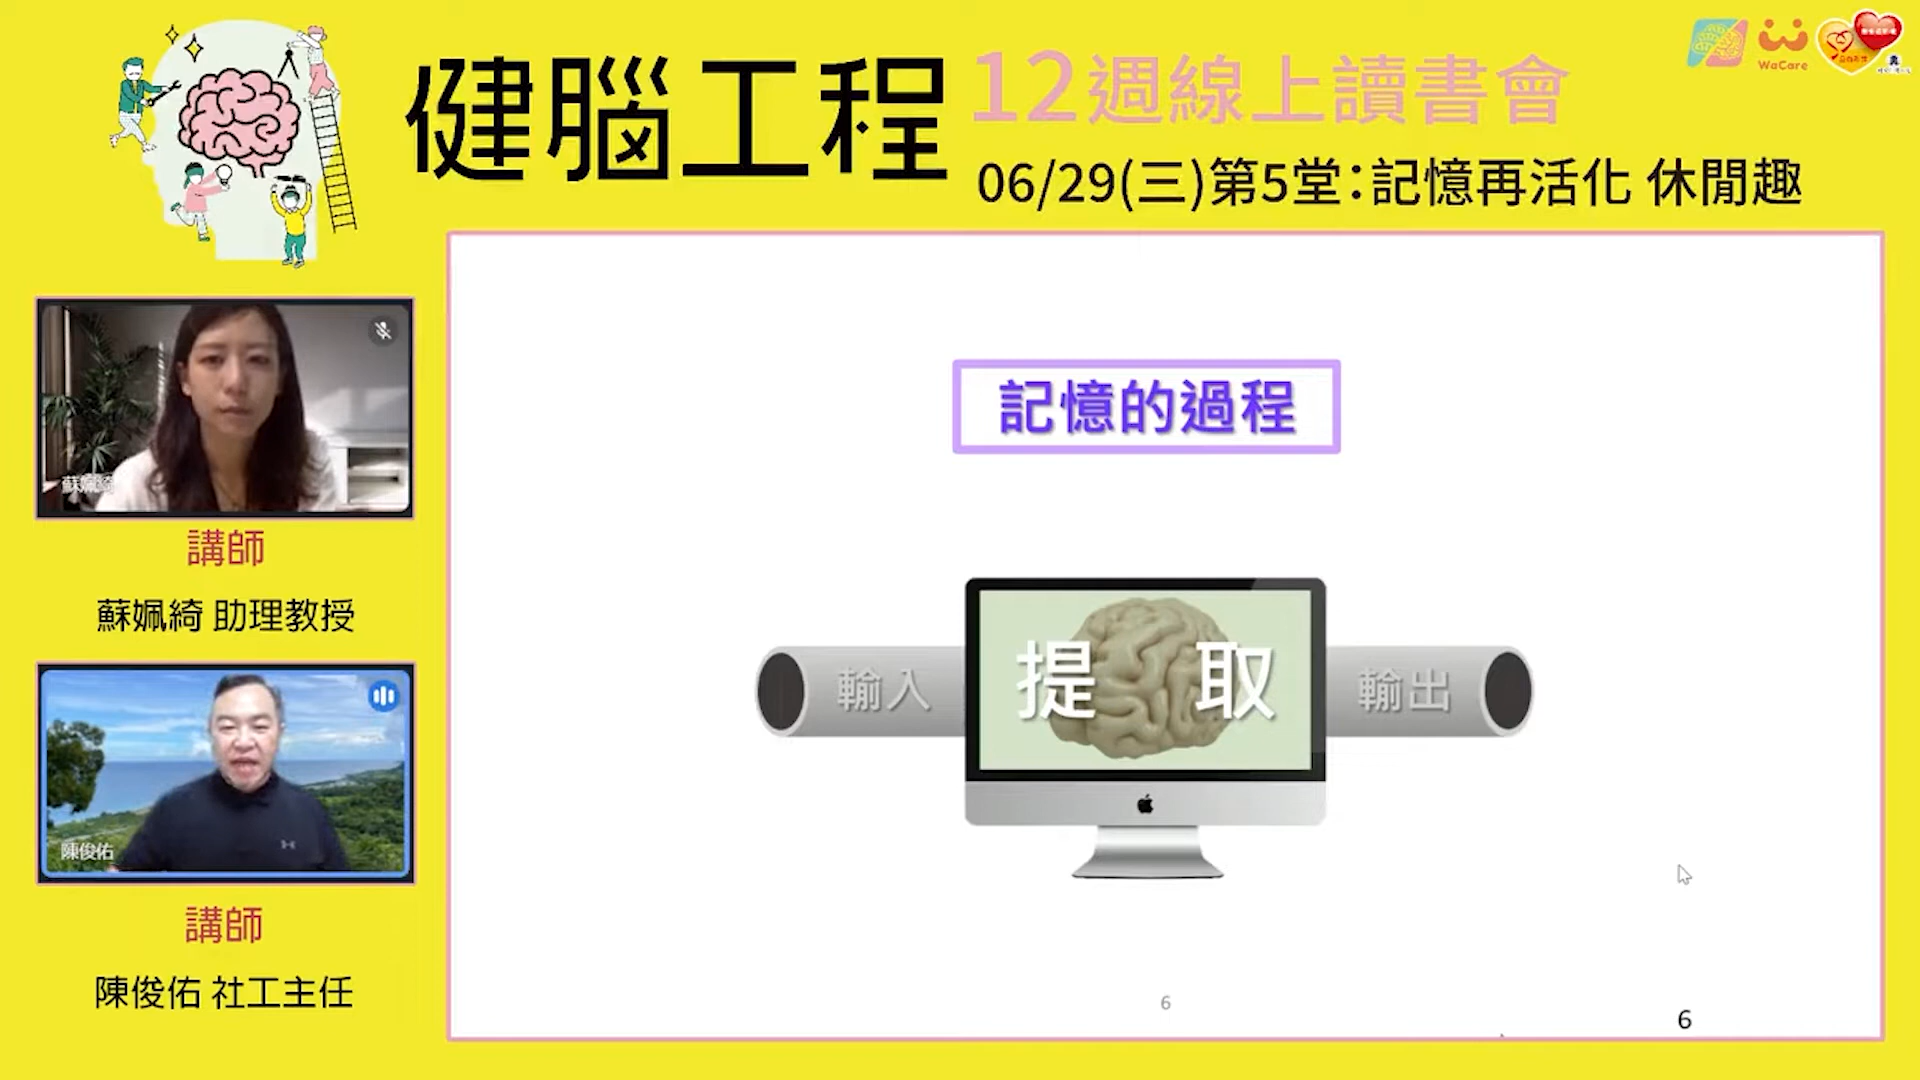 健腦工程
12週線上讀書會
06/29(三)第5堂：記憶再活化 休閒趣
WaCare
蘇姵綺
講師
蘇姵綺 助理教授
陳俊佑
講師
陳俊佑 社工主任
記憶的過程
輸入
提 取
輸出
6
6